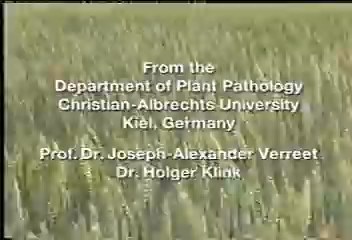 From the
Department of Plant Pathology
Christian-Albrechts University
Kiel, Germany
Prof. Dr. Joseph-Alexander Verreet
Dr. Holger Klink